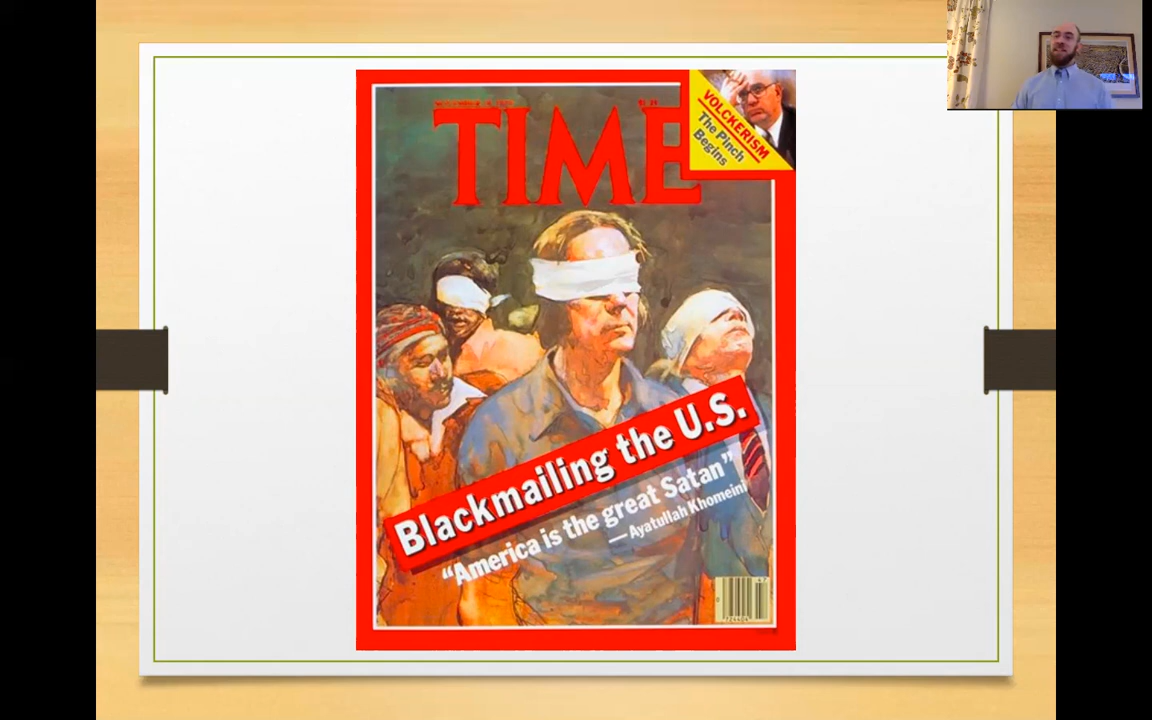 TIME
VOLCKERISM
The Pinch
Begins
Blackmailing the U.S.
“America is the great Satan”
—Ayatullah Khomeini